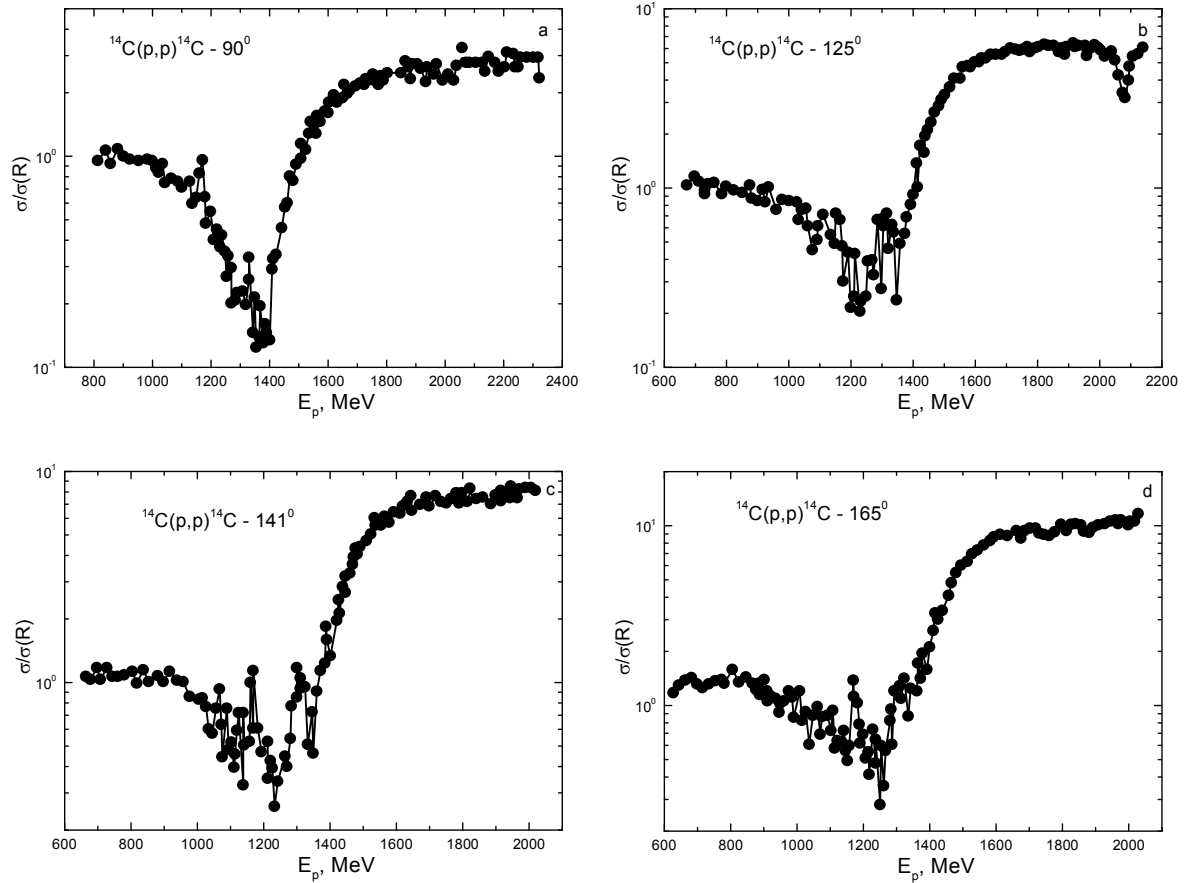 a
¹⁴C(p,p)¹⁴C - 90⁰
σ/σ(R)
10⁰
10⁻¹
800 1000 1200 1400 1600 1800 2000 2200 2400
Eₚ, MeV
b
¹⁴C(p,p)¹⁴C - 125⁰
σ/σ(R)
10¹
10⁰
10⁻¹
600 800 1000 1200 1400 1600 1800 2000 2200
Eₚ, MeV
c
¹⁴C(p,p)¹⁴C - 141⁰
σ/σ(R)
10¹
10⁰
600 800 1000 1200 1400 1600 1800 2000
Eₚ, MeV
d
¹⁴C(p,p)¹⁴C - 165⁰
σ/σ(R)
10¹
10⁰
600 800 1000 1200 1400 1600 1800 2000
Eₚ, MeV